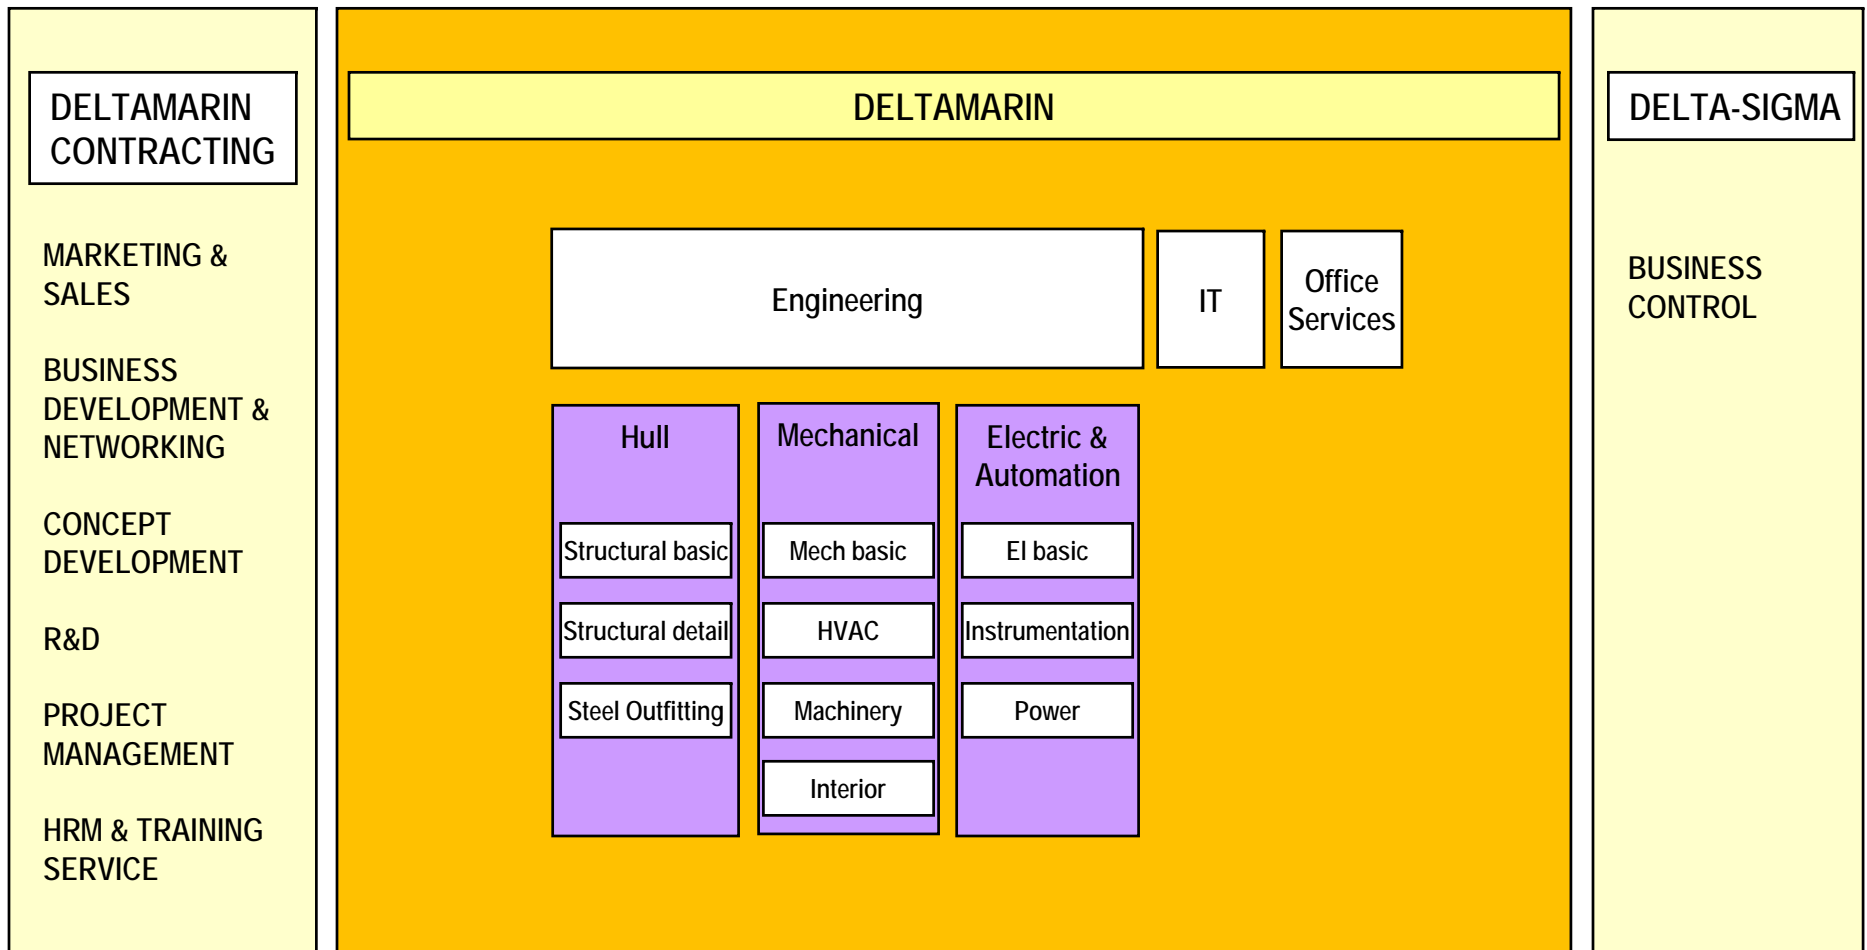 DELTAMARIN
CONTRACTING
MARKETING &
SALES
BUSINESS
DEVELOPMENT &
NETWORKING
CONCEPT
DEVELOPMENT
R&D
PROJECT
MANAGEMENT
HRM & TRAINING
SERVICE
DELTAMARIN
Engineering
IT
Office
Services
Hull
Structural basic
Structural detail
Steel Outfitting
Mechanical
Mech basic
HVAC
Machinery
Interior
Electric &
Automation
El basic
Instrumentation
Power
DELTA-SIGMA
BUSINESS
CONTROL